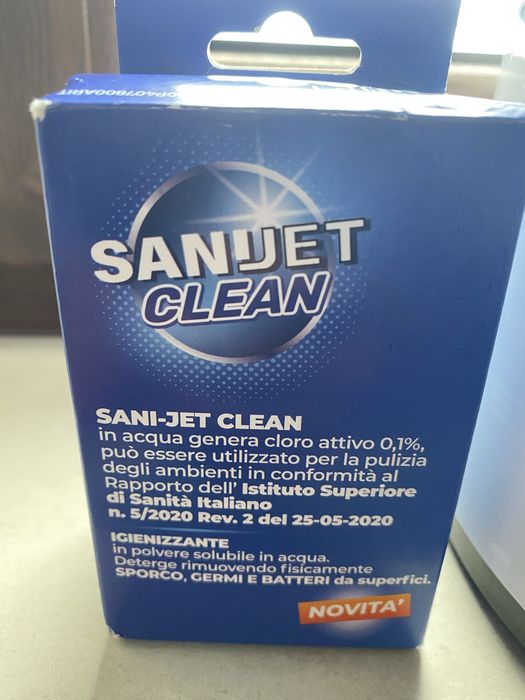 OP407800ABIT
SANIJET
CLEAN
SANI-JET CLEAN
in acqua genera cloro attivo 0,1%,
può essere utilizzato per la pulizia
degli ambienti in conformità al
Rapporto dell' Istituto Superiore
di Sanità Italiano
n. 5/2020 Rev. 2 del 25-05-2020
IGIENIZZANTE
in polvere solubile in acqua.
Deterge rimuovendo fisicamente
SPORCO, GERMI E BATTERI da superfici.
NOVITA'